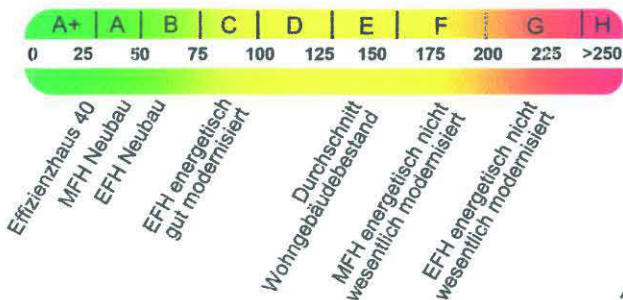 A+ A B C D E F G H
0 25 50 75 100 125 150 175 200 225 >250
Effizienzhaus 40
MFH Neubau
EFH Neubau
EFH energetisch
gut modernisiert
Durchschnitt
Wohngebäudebestand
MFH energetisch nicht
wesentlich modernisiert
EFH energetisch nicht
wesentlich modernisiert